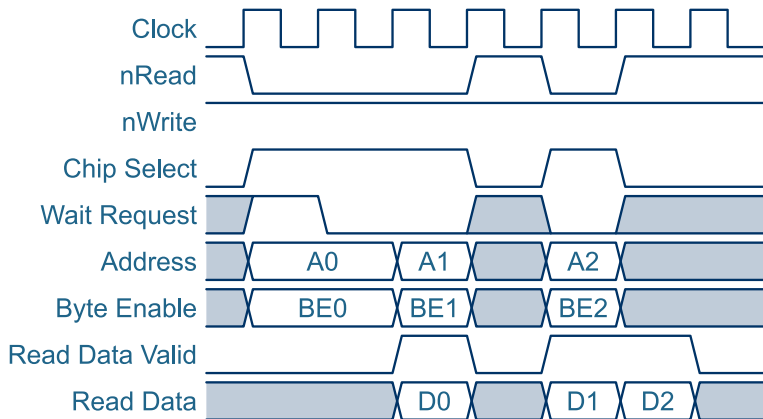 Clock
nRead
nWrite
Chip Select
Wait Request
Address A0 A1 A2
Byte Enable BE0 BE1 BE2
Read Data Valid
Read Data D0 D1 D2